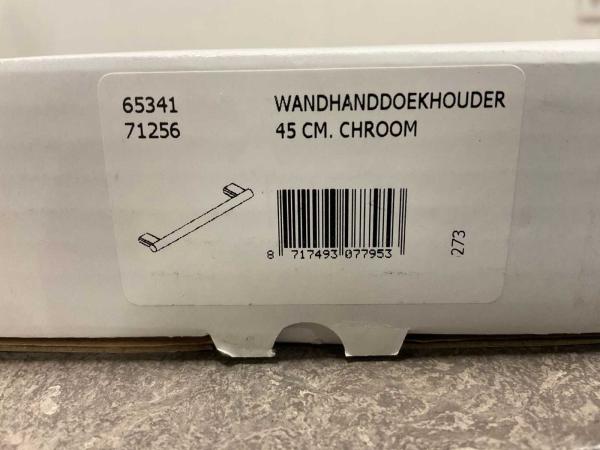 65341 WANDHANDDOEKHOUDER
71256 45 CM. CHROOM
8 717493 077953
273